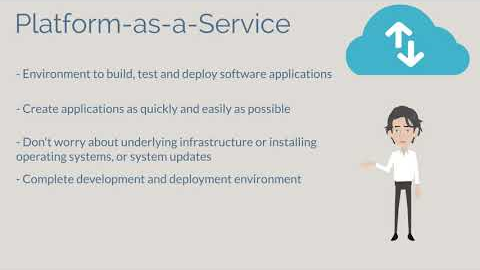 Platform-as-a-Service
- Environment to build, test and deploy software applications
- Create applications as quickly and easily as possible
- Don't worry about underlying infrastructure or installing
operating systems, or system updates
- Complete development and deployment environment